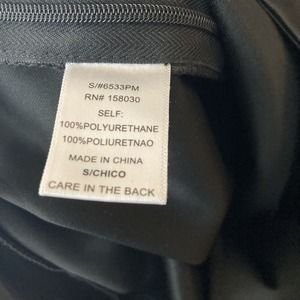 S/#6533PM
RN# 158030
SELF:
100%POLYURETHANE
100%POLIURETNAO
MADE IN CHINA
S/CHICO
CARE IN THE BACK